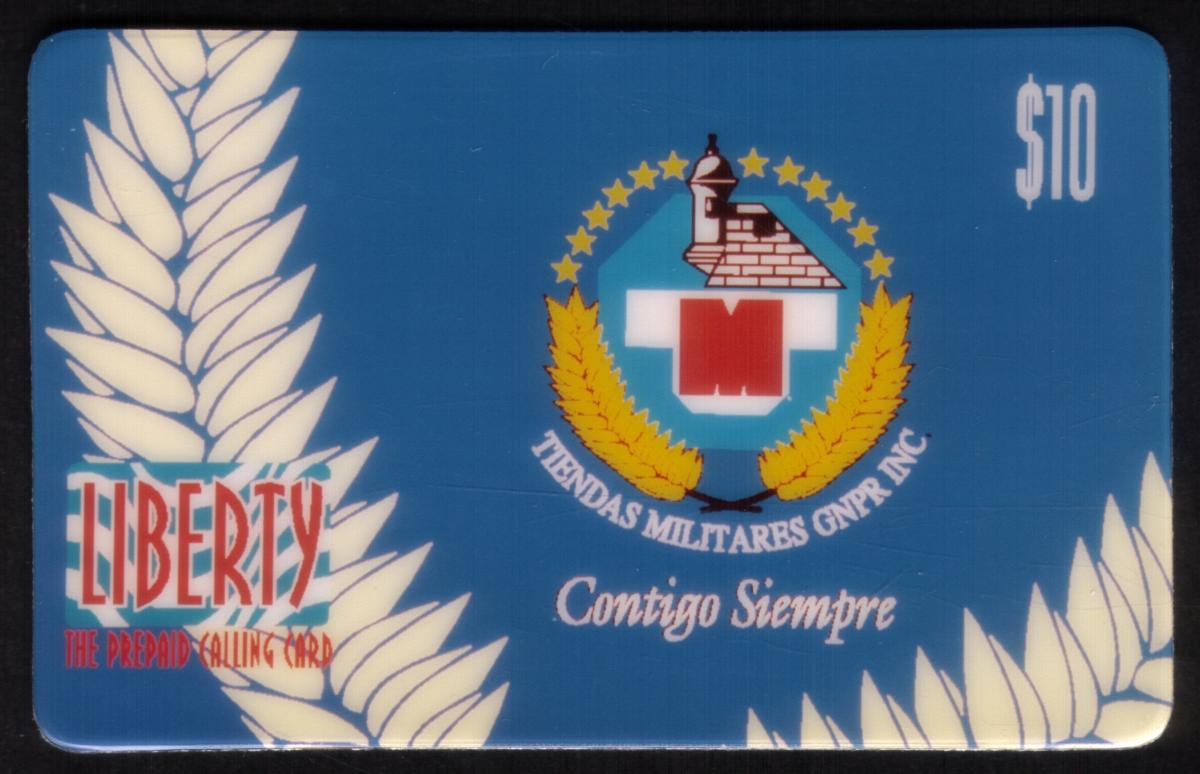 $10
M
TIENDAS MILITARES GNPR INC.
LIBERTY
THE PREPAID CALLING CARD
Contigo Siempre